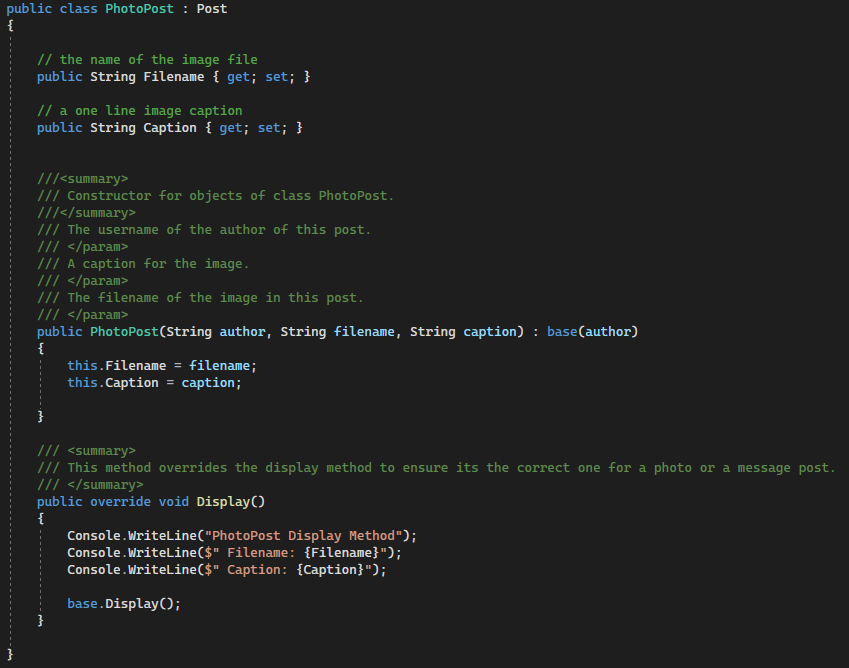 public class PhotoPost : Post
{
// the name of the image file
public String Filename { get; set; }
// a one line image caption
public String Caption { get; set; }
///<summary>
/// Constructor for objects of class PhotoPost.
///</summary>
/// The username of the author of this post.
/// </param>
/// A caption for the image.
/// </param>
/// The filename of the image in this post.
/// </param>
public PhotoPost(String author, String filename, String caption) : base(author)
{
this.Filename = filename;
this.Caption = caption;
}
/// <summary>
/// This method overrides the display method to ensure its the correct one for a photo or a message post.
/// </summary>
public override void Display()
{
Console.WriteLine("PhotoPost Display Method");
Console.WriteLine($" Filename: {Filename}");
Console.WriteLine($" Caption: {Caption}");
base.Display();
}
}